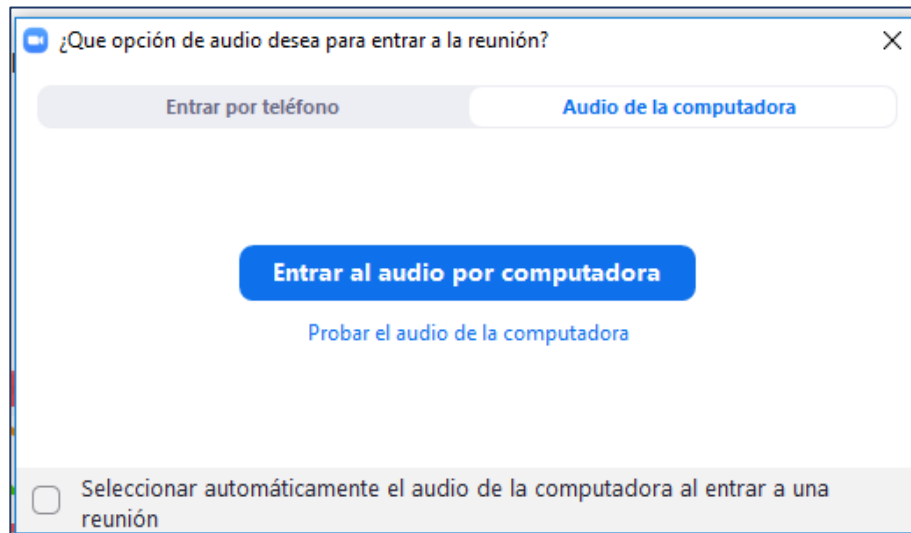 ¿Que opción de audio desea para entrar a la reunión?
Entrar por teléfono
Audio de la computadora
Entrar al audio por computadora
Probar el audio de la computadora
Seleccionar automáticamente el audio de la computadora al entrar a una
reunión